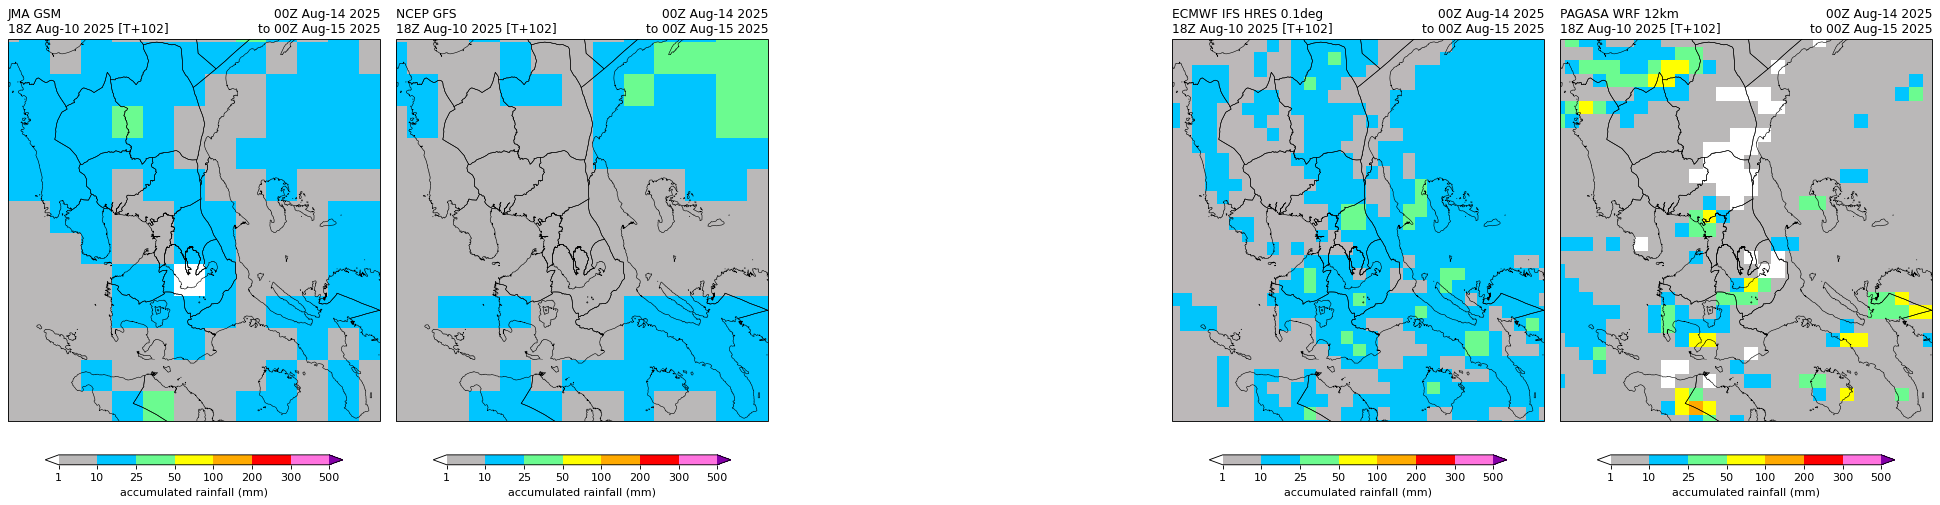 JMA GSM 00Z Aug-14 2025
18Z Aug-10 2025 [T+102] to 00Z Aug-15 2025
1 10 25 50 100 200 300 500
accumulated rainfall (mm)
NCEP GFS 00Z Aug-14 2025
18Z Aug-10 2025 [T+102] to 00Z Aug-15 2025
1 10 25 50 100 200 300 500
accumulated rainfall (mm)
ECMWF IFS HRES 0.1deg 00Z Aug-14 2025
18Z Aug-10 2025 [T+102] to 00Z Aug-15 2025
1 10 25 50 100 200 300 500
accumulated rainfall (mm)
PAGASA WRF 12km 00Z Aug-14 2025
18Z Aug-10 2025 [T+102] to 00Z Aug-15 2025
1 10 25 50 100 200 300 500
accumulated rainfall (mm)